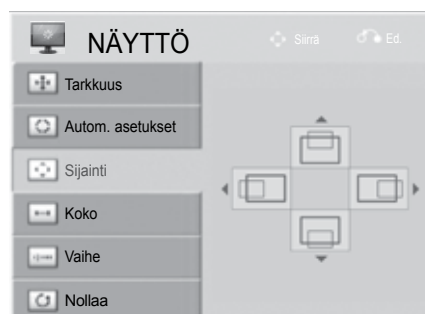 NÄYTTÖ
Siirrä
Ed.
Tarkkuus
Autom. asetukset
Sijainti
Koko
Vaihe
Nollaa